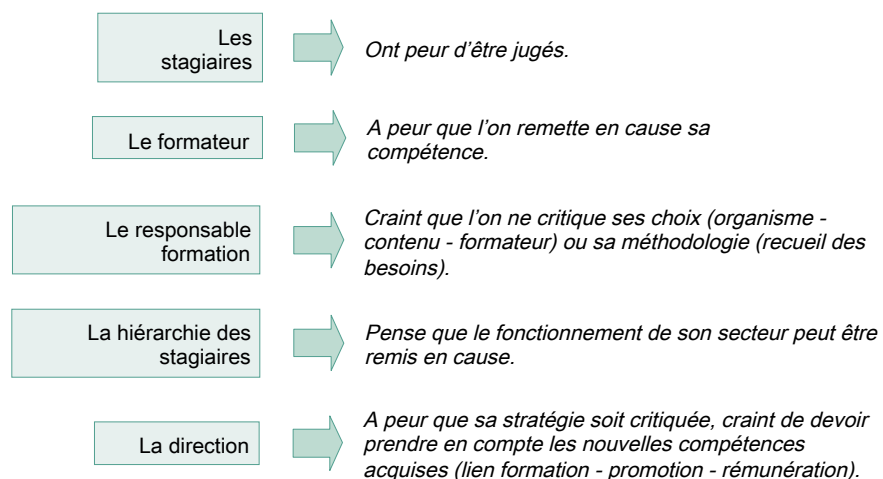 Les
stagiaires
Ont peur d'être jugés.
Le formateur
A peur que l'on remette en cause sa
compétence.
Le responsable
formation
Craint que l'on ne critique ses choix (organisme -
contenu - formateur) ou sa méthodologie (recueil des
besoins).
La hiérarchie des
stagiaires
Pense que le fonctionnement de son secteur peut être
remis en cause.
La direction
A peur que sa stratégie soit critiquée, craint de devoir
prendre en compte les nouvelles compétences
acquises (lien formation - promotion - rémunération).